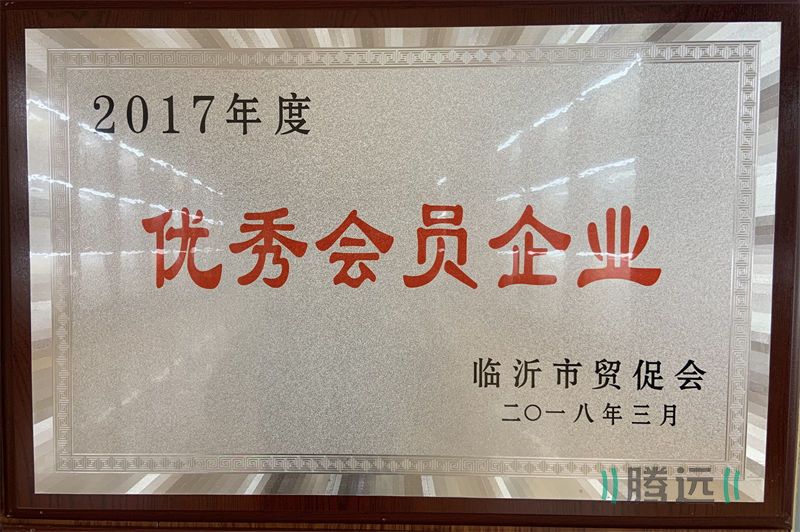 2017年度
优秀会员企业
临沂市贸促会
二〇一八年三月
腾远